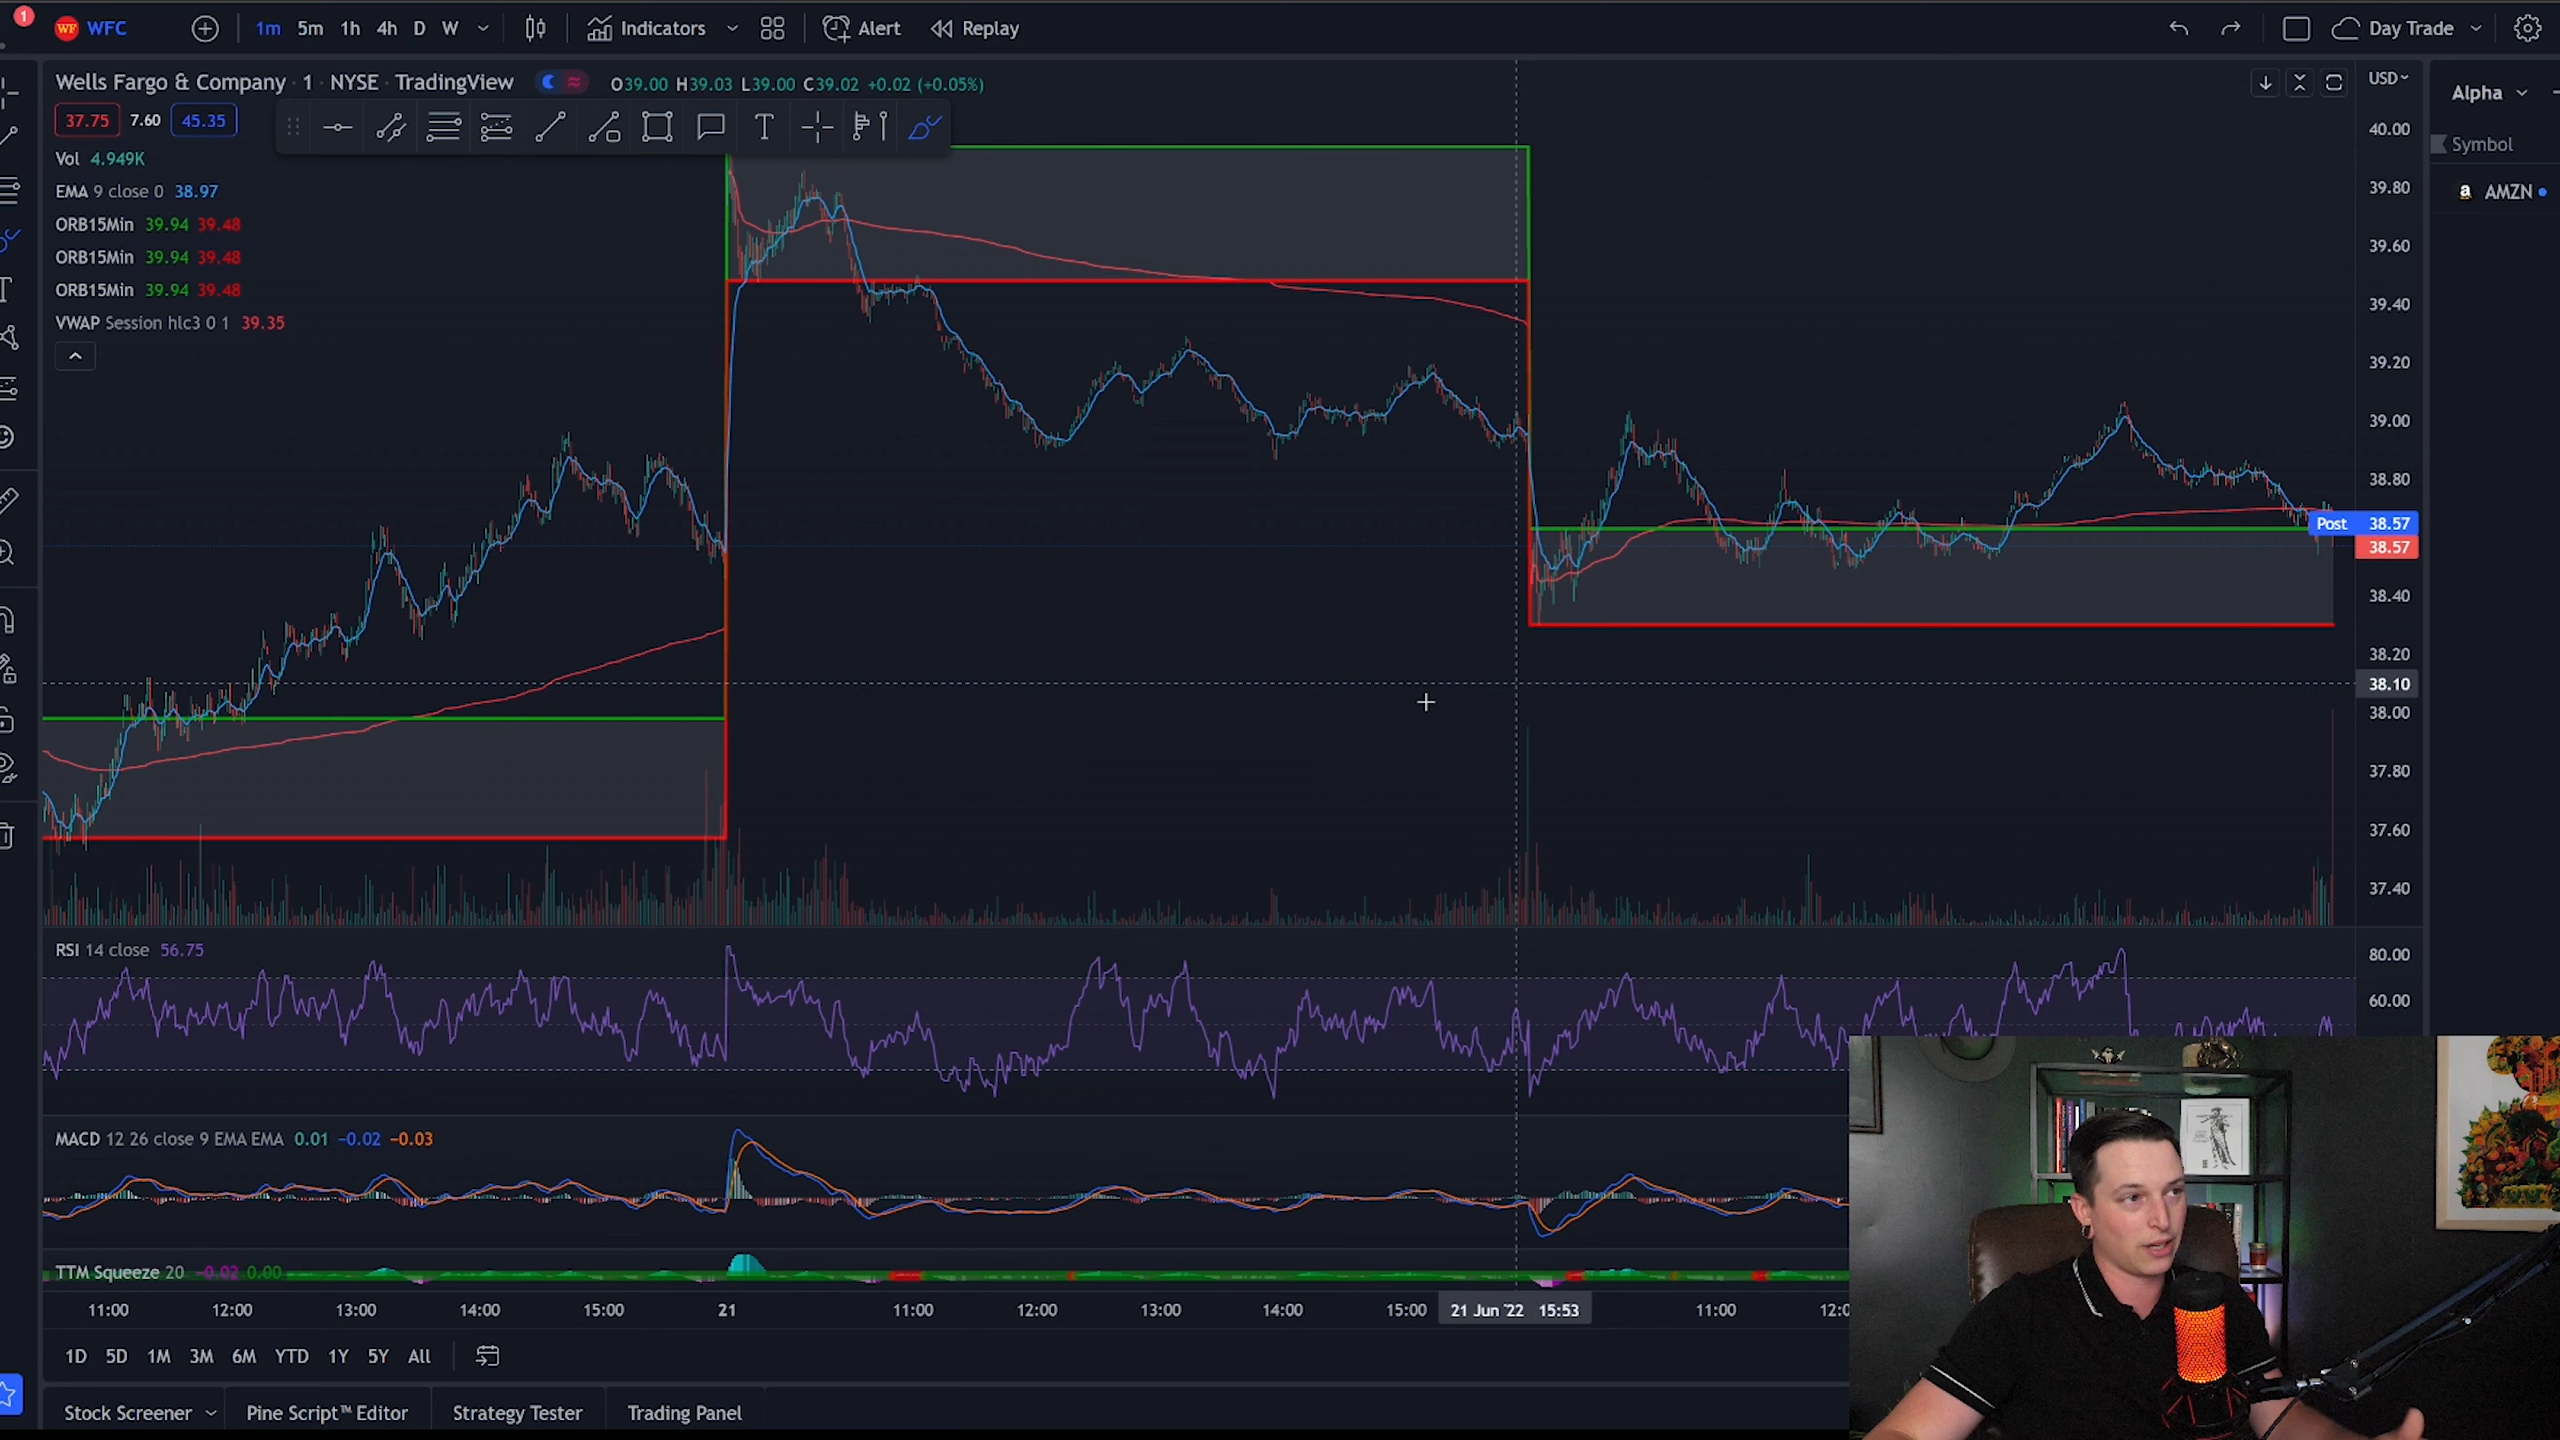 1
WF WFC 1m 5m 1h 4h D W Indicators Alert Replay Day Trade
Wells Fargo & Company · 1 · NYSE · TradingView O39.00 H39.03 L39.00 C39.02 +0.02 (+0.05%) USD
37.75 7.60 45.35
Vol 4.949K
EMA 9 close 0 38.97
ORB15Min 39.94 39.48
ORB15Min 39.94 39.48
ORB15Min 39.94 39.48
VWAP Session hlc3 0 1 39.35
T
T
40.00
39.80
39.60
39.40
39.20
39.00
38.80
Post 38.57
38.57
38.40
38.20
38.10
38.00
37.80
37.60
37.40
Alpha
Symbol
a AMZN
RSI 14 close 56.75
80.00
60.00
MACD 12 26 close 9 EMA EMA 0.01 −0.02 −0.03
TTM Squeeze 20 −0.02 0.00
11:00 12:00 13:00 14:00 15:00 21 11:00 12:00 13:00 14:00 15:00 21 Jun '22 15:53 11:00 12:0
1D 5D 1M 3M 6M YTD 1Y 5Y All
Stock Screener Pine Script™ Editor Strategy Tester Trading Panel